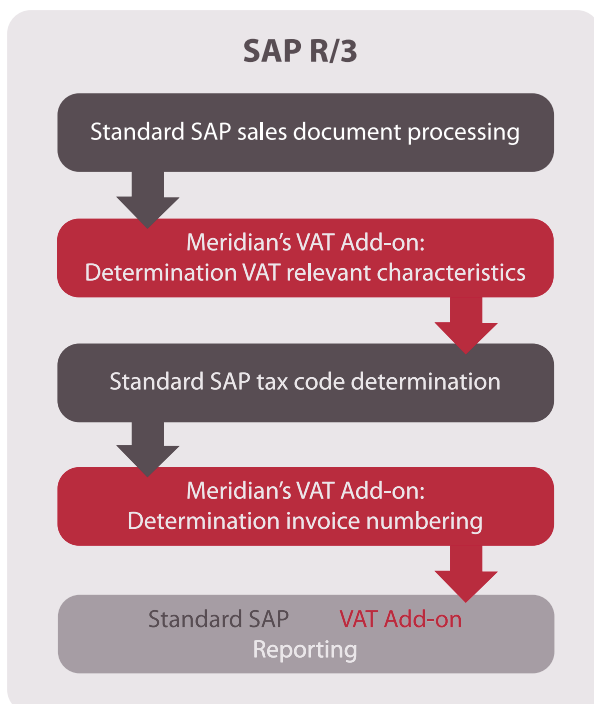 SAP R/3
Standard SAP sales document processing
Meridian's VAT Add-on:
Determination VAT relevant characteristics
Standard SAP tax code determination
Meridian's VAT Add-on:
Determination invoice numbering
Standard SAP VAT Add-on
Reporting